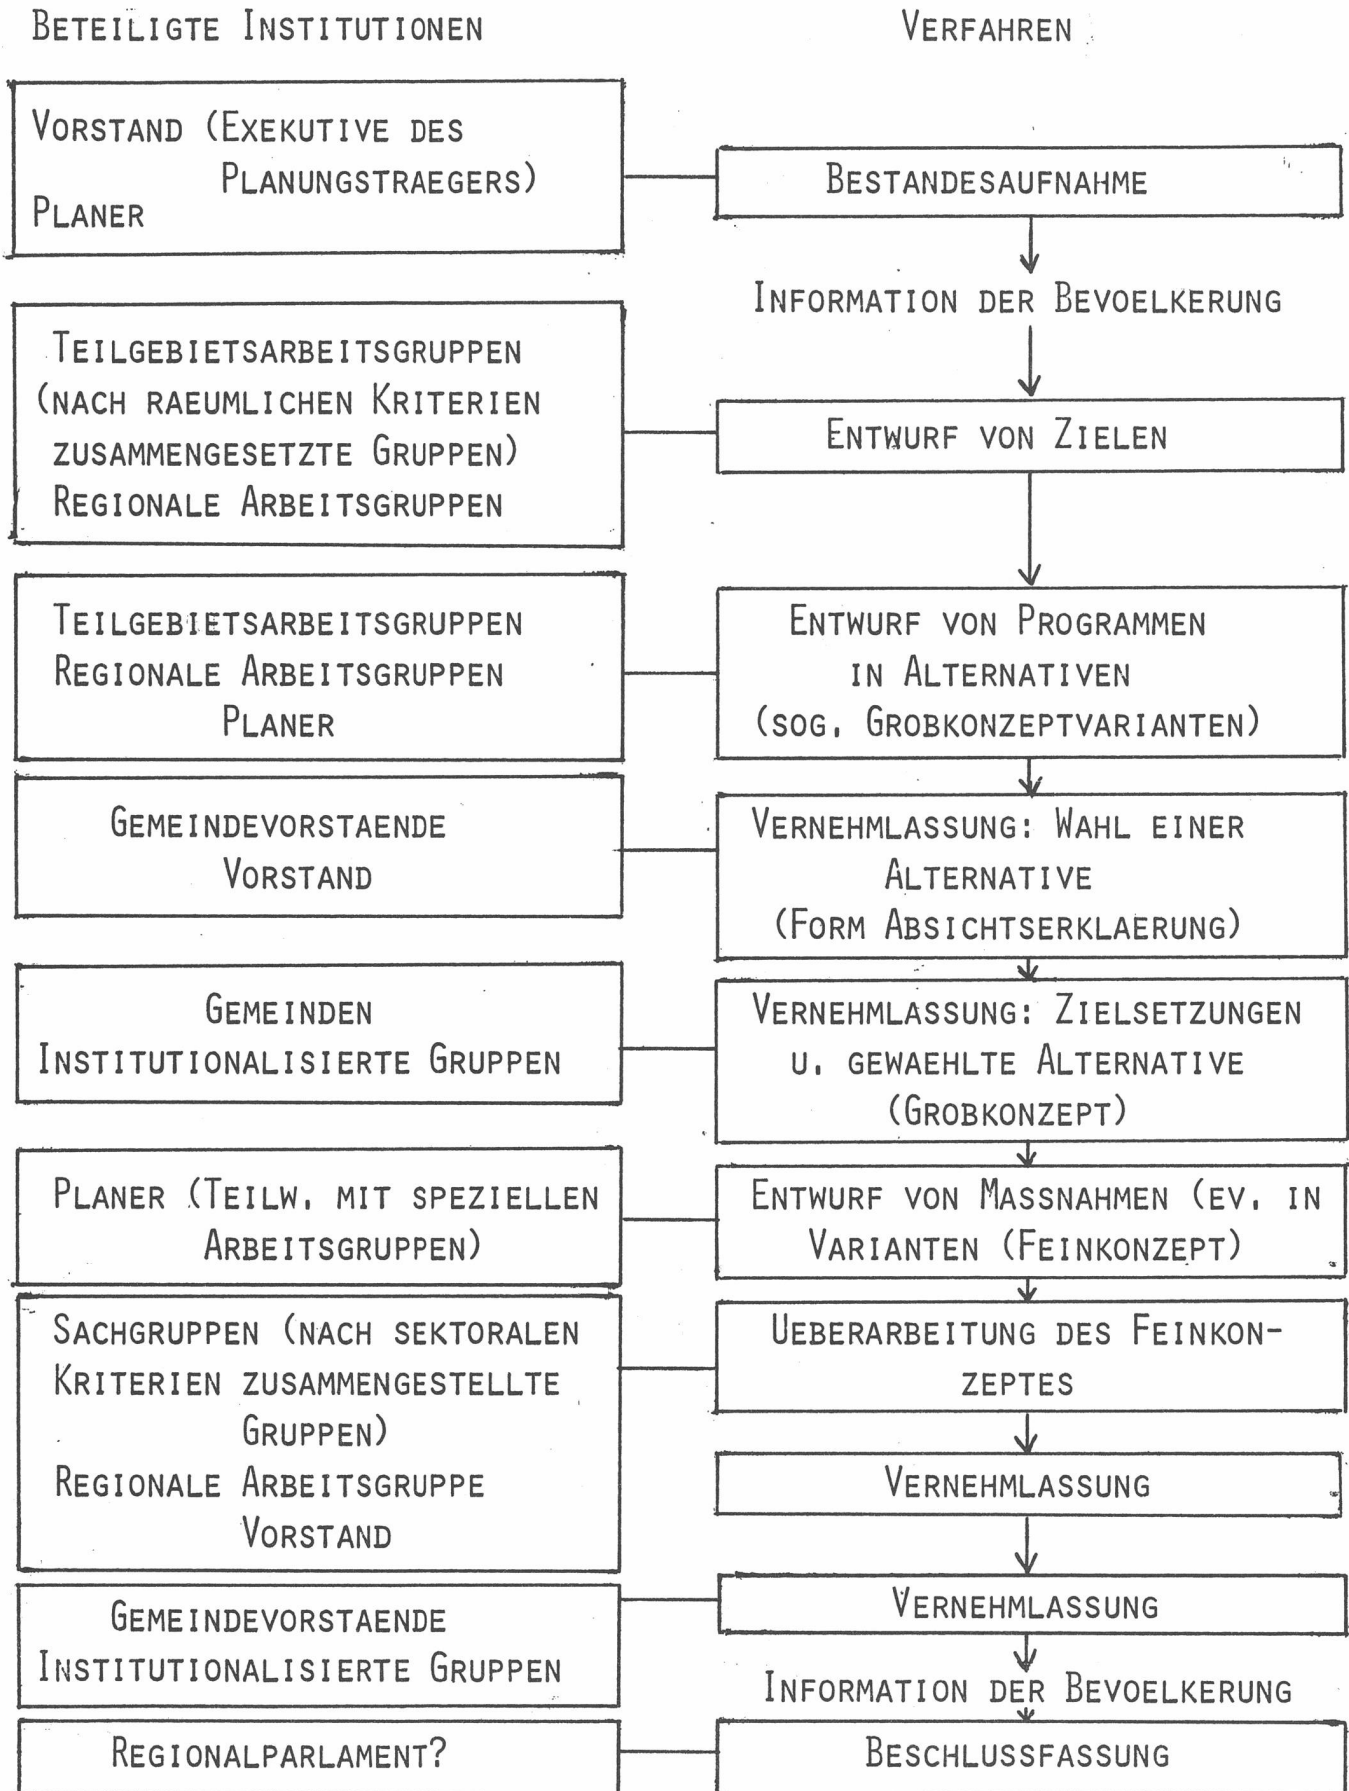 BETEILIGTE INSTITUTIONEN
VERFAHREN
VORSTAND (EXEKUTIVE DES
PLANUNGSTRAEGERS)
PLANER
BESTANDESAUFNAHME
INFORMATION DER BEVOELKERUNG
TEILGEBIETSARBEITSGRUPPEN
(NACH RAEUMLICHEN KRITERIEN
ZUSAMMENGESETZTE GRUPPEN)
REGIONALE ARBEITSGRUPPEN
ENTWURF VON ZIELEN
TEILGEBIETSARBEITSGRUPPEN
REGIONALE ARBEITSGRUPPEN
PLANER
ENTWURF VON PROGRAMMEN
IN ALTERNATIVEN
(SOG. GROBKONZEPTVARIANTEN)
GEMEINDEVORSTAENDE
VORSTAND
VERNEHMLASSUNG: WAHL EINER
ALTERNATIVE
(FORM ABSICHTSERKLAERUNG)
GEMEINDEN
INSTITUTIONALISIERTE GRUPPEN
VERNEHMLASSUNG: ZIELSETZUNGEN
U. GEWAEHLTE ALTERNATIVE
(GROBKONZEPT)
PLANER (TEILW. MIT SPEZIELLEN
ARBEITSGRUPPEN)
ENTWURF VON MASSNAHMEN (EV. IN
VARIANTEN (FEINKONZEPT)
SACHGRUPPEN (NACH SEKTORALEN
KRITERIEN ZUSAMMENGESTELLTE
GRUPPEN)
REGIONALE ARBEITSGRUPPE
VORSTAND
UEBERARBEITUNG DES FEINKON-
ZEPTES
VERNEHMLASSUNG
GEMEINDEVORSTAENDE
INSTITUTIONALISIERTE GRUPPEN
VERNEHMLASSUNG
INFORMATION DER BEVOELKERUNG
REGIONALPARLAMENT?
BESCHLUSSFASSUNG